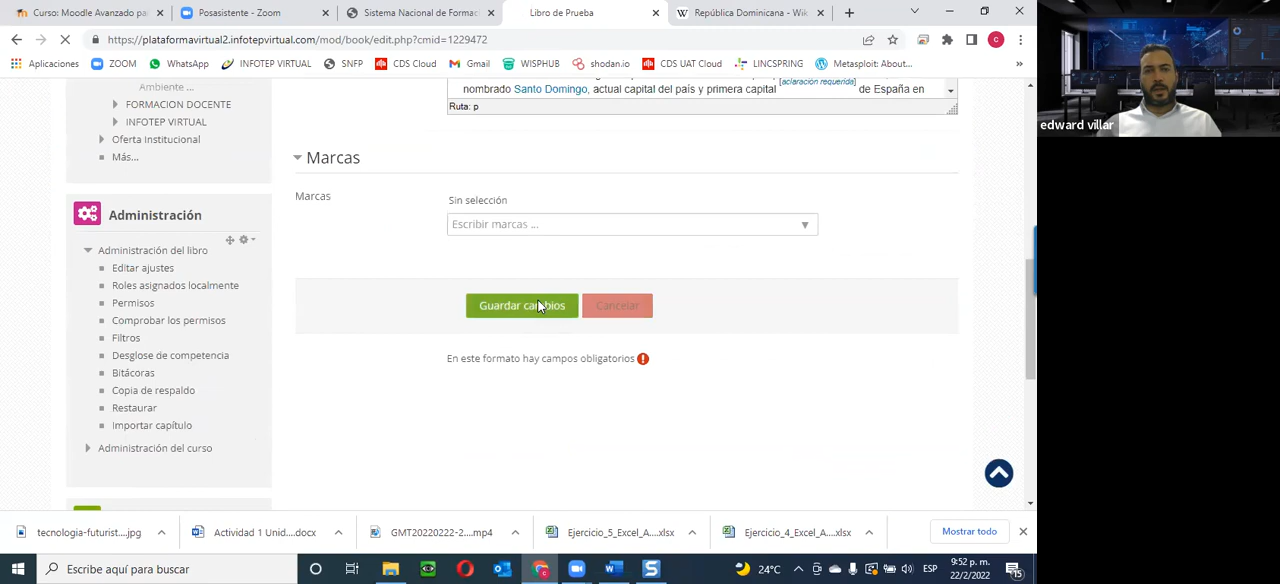 Curso: Moodle Avanzado pa
Posasistente - Zoom
Sistema Nacional de Formac
Libro de Prueba
República Dominicana - Wik
https://plataformavirtual2.infotepvirtual.com/mod/book/edit.php?cmid=1229472
Aplicaciones
ZOOM
WhatsApp
INFOTEP VIRTUAL
SNFP
CDS Cloud
Gmail
WISPHUB
shodan.io
CDS UAT Cloud
LINCSPRING
Metasploit: About...
nombrado Santo Domingo, actual capital del país y primera capital [aclaración requerida] de España en
Ruta: p
Ambiente ...
FORMACION DOCENTE
INFOTEP VIRTUAL
Oferta Institucional
Más...
Administración
Administración del libro
Editar ajustes
Roles asignados localmente
Permisos
Comprobar los permisos
Filtros
Desglose de competencia
Bitácoras
Copia de respaldo
Restaurar
Importar capítulo
Administración del curso
Marcas
Marcas
Sin selección
Escribir marcas ...
Guardar cambios
Cancelar
En este formato hay campos obligatorios
edward villar
tecnologia-futurist....jpg
Actividad 1 Unid....docx
GMT20220222-2....mp4
Ejercicio_5_Excel_A....xlsx
Ejercicio_4_Excel_A....xlsx
Mostrar todo
Escribe aquí para buscar
24°C
ESP
9:52 p. m.
22/2/2022
15